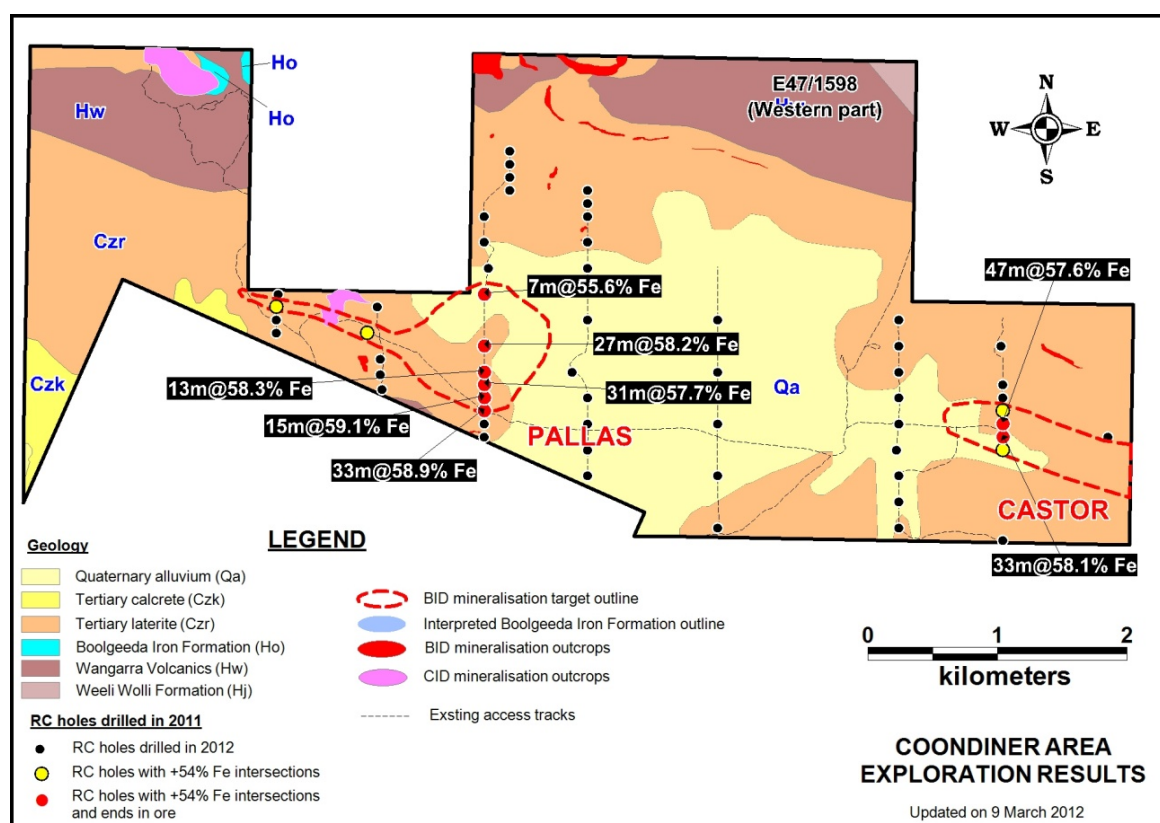 Ho
Ho
Hw
E47/1598
(Western part)
N
W
E
S
Czr
47m@57.6% Fe
7m@55.6% Fe
27m@58.2% Fe
Czk
13m@58.3% Fe
31m@57.7% Fe
Qa
15m@59.1% Fe
PALLAS
33m@58.9% Fe
CASTOR
33m@58.1% Fe
LEGEND
Geology
Quaternary alluvium (Qa)
Tertiary calcrete (Czk)
Tertiary laterite (Czr)
Boolgeeda Iron Formation (Ho)
Wangarra Volcanics (Hw)
Weeli Wolli Formation (Hj)
RC holes drilled in 2011
RC holes drilled in 2012
RC holes with +54% Fe intersections
RC holes with +54% Fe intersections
and ends in ore
BID mineralisation target outline
Interpreted Boolgeeda Iron Formation outline
BID mineralisation outcrops
CID mineralisation outcrops
Exsting access tracks
0
1
2
kilometers
COONDINER AREA
EXPLORATION RESULTS
Updated on 9 March 2012